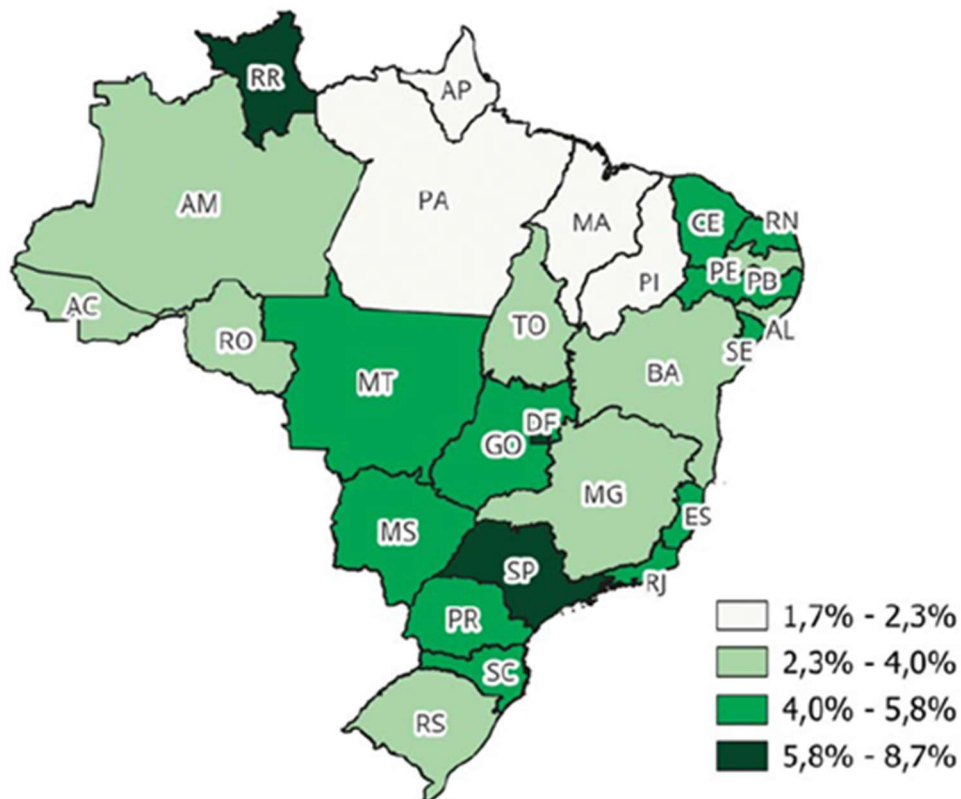 RR
AP
AM
PA
MA
CE
RN
PI
PE
PB
AC
RO
TO
AL
SE
BA
MT
DF
GO
MG
ES
MS
SP
RJ
PR
SC
RS
1,7% - 2,3%
2,3% - 4,0%
4,0% - 5,8%
5,8% - 8,7%